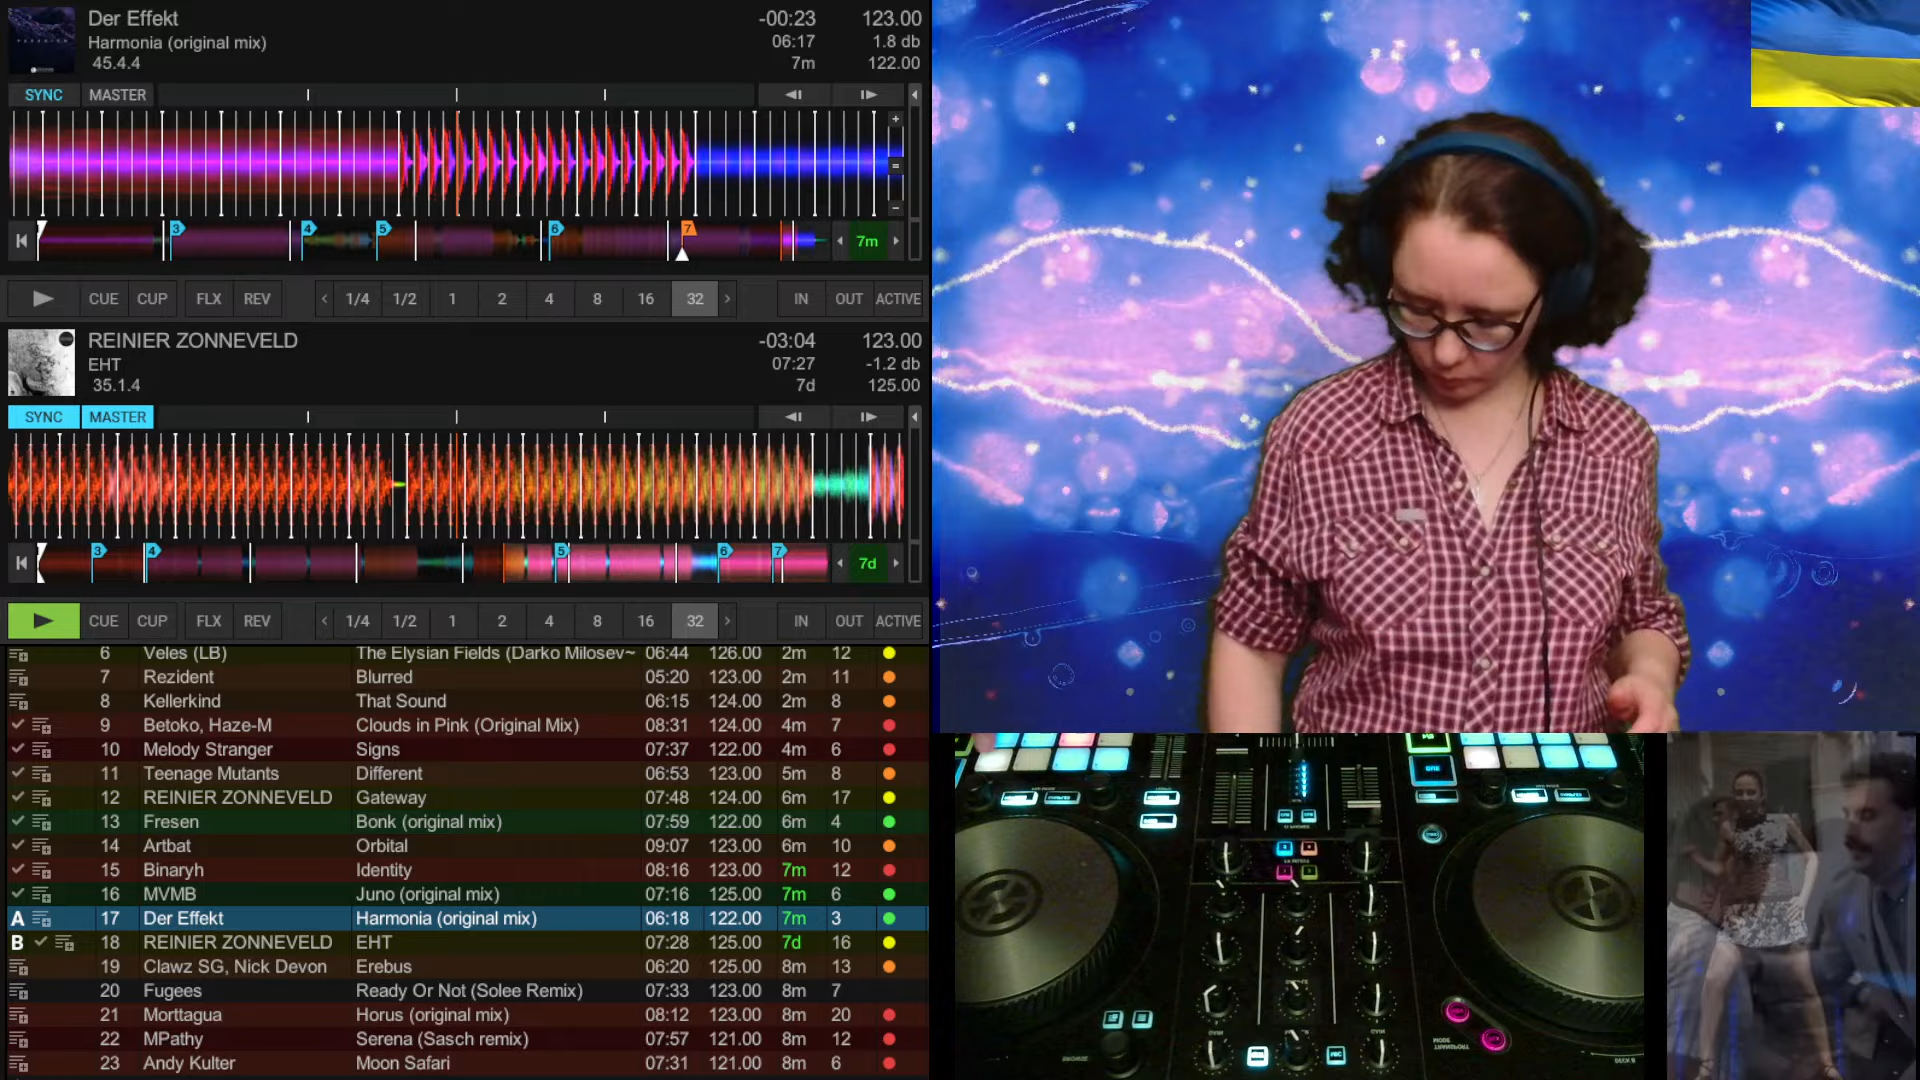 Der Effekt -00:23 123.00
Harmonia (original mix) 06:17 1.8 db
45.4.4 7m 122.00
SYNC MASTER
3 4 5 6 7 7m
CUE CUP FLX REV 1/4 1/2 1 2 4 8 16 32 IN OUT ACTIVE
REINIER ZONNEVELD -03:04 123.00
EHT 07:27 -1.2 db
35.1.4 7d 125.00
SYNC MASTER
3 4 5 6 7 7d
CUE CUP FLX REV 1/4 1/2 1 2 4 8 16 32 IN OUT ACTIVE
6 Veles (LB) The Elysian Fields (Darko Milosev~ 06:44 126.00 2m 12
7 Rezident Blurred 05:20 123.00 2m 11
8 Kellerkind That Sound 06:15 124.00 2m 8
9 Betoko, Haze-M Clouds in Pink (Original Mix) 08:31 124.00 4m 7
10 Melody Stranger Signs 07:37 122.00 4m 6
11 Teenage Mutants Different 06:53 123.00 5m 8
12 REINIER ZONNEVELD Gateway 07:48 124.00 6m 17
13 Fresen Bonk (original mix) 07:59 122.00 6m 4
14 Artbat Orbital 09:07 123.00 6m 10
15 Binaryh Identity 08:16 123.00 7m 12
16 MVMB Juno (original mix) 07:16 125.00 7m 6
A 17 Der Effekt Harmonia (original mix) 06:18 122.00 7m 3
B 18 REINIER ZONNEVELD EHT 07:28 125.00 7d 16
19 Clawz SG, Nick Devon Erebus 06:20 125.00 8m 13
20 Fugees Ready Or Not (Solee Remix) 07:33 123.00 8m 7
21 Morttagua Horus (original mix) 08:12 123.00 8m 20
22 MPathy Serena (Sasch remix) 07:57 121.00 8m 12
23 Andy Kulter Moon Safari 07:31 121.00 8m 6